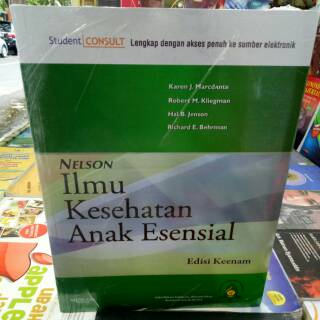 Student CONSULT Lengkap dengan akses penuh ke sumber elektronik
Karen J. Marcdante
Robert M. Kliegman
Hal B. Jenson
Richard E. Behrman
NELSON
Ilmu
Kesehatan
Anak Esensial
Edisi Keenam
apple